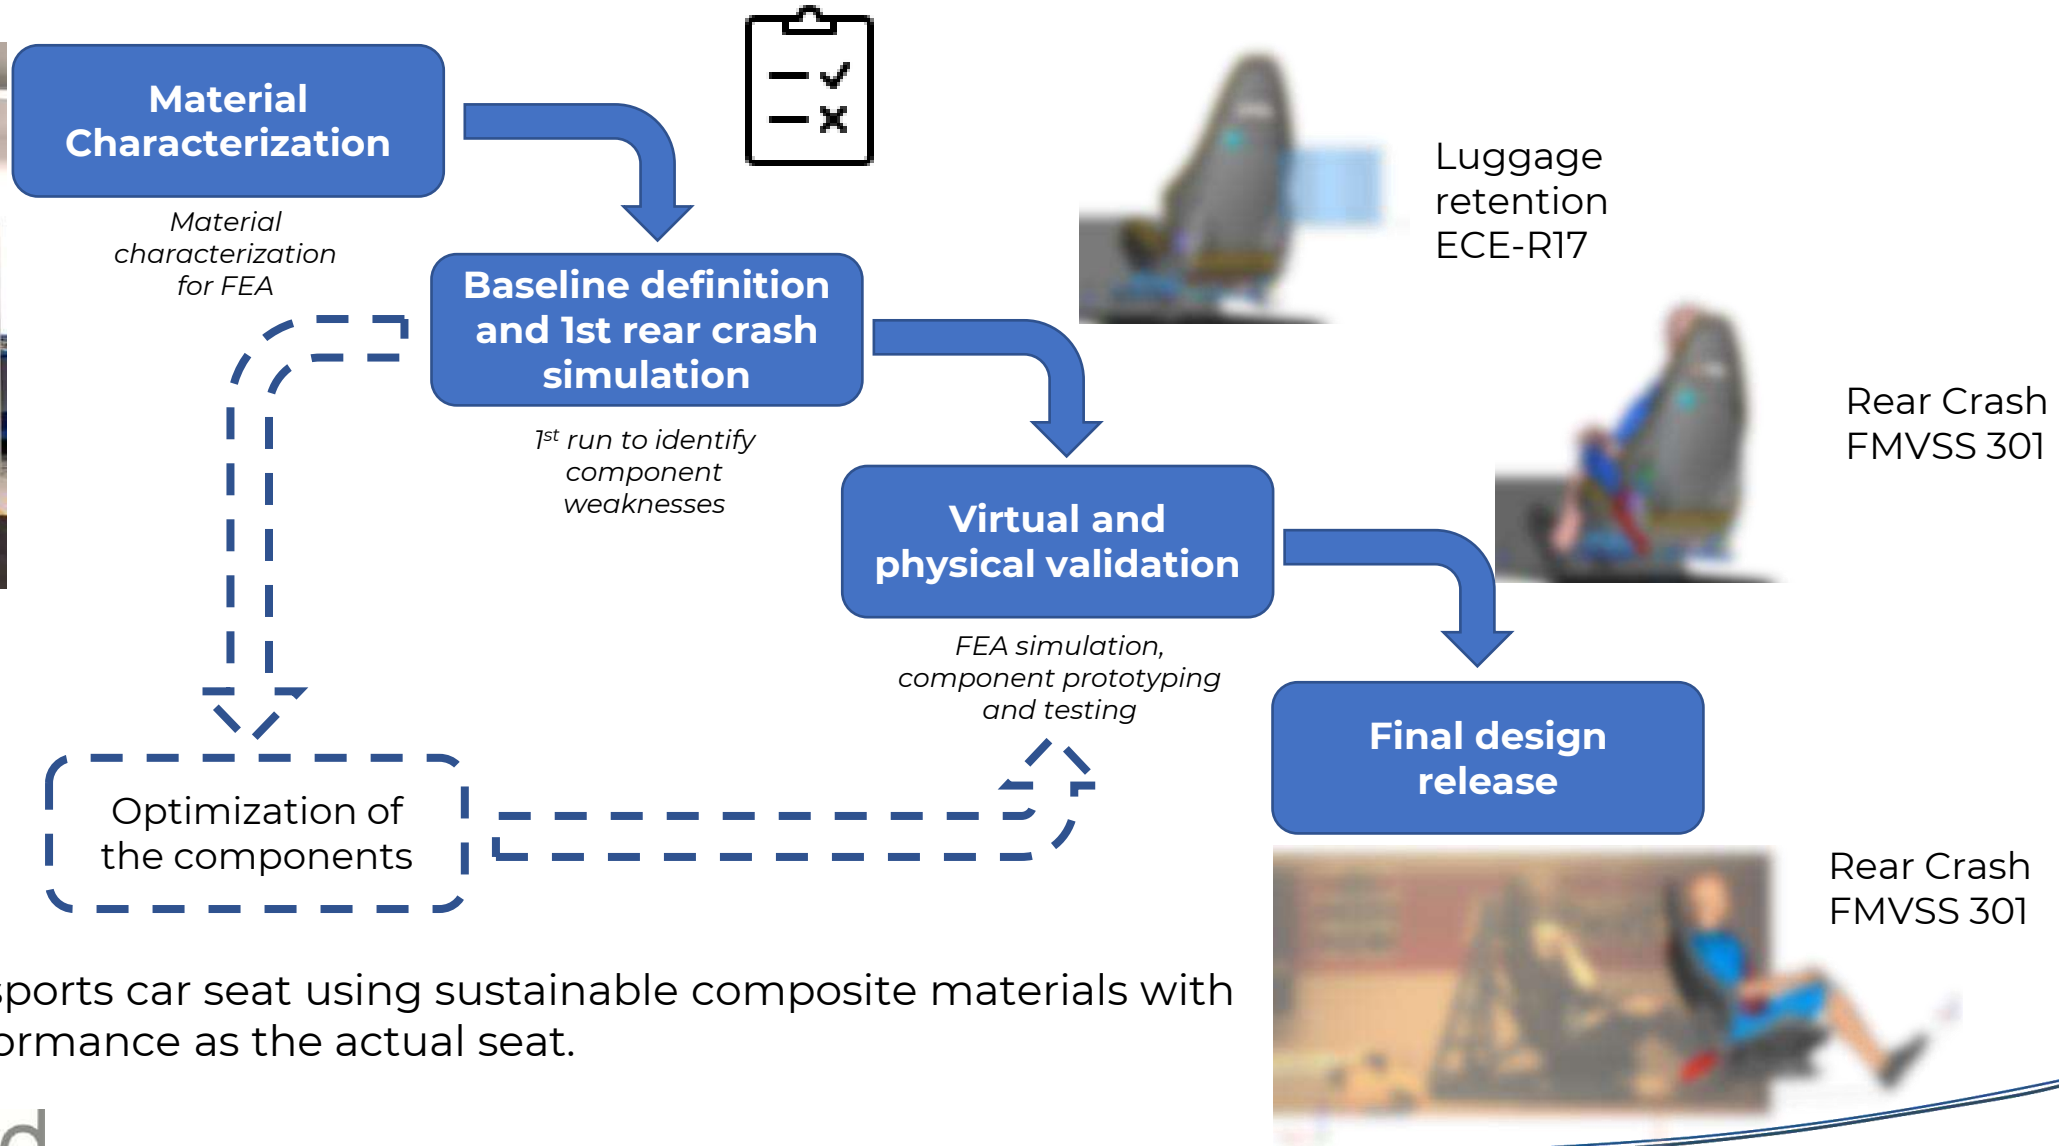 Material
Characterization
Material
characterization
for FEA
Baseline definition
and 1st rear crash
simulation
1st run to identify
component
weaknesses
Virtual and
physical validation
FEA simulation,
component prototyping
and testing
Final design
release
Optimization of
the components
Luggage
retention
ECE-R17
Rear Crash
FMVSS 301
Rear Crash
FMVSS 301
sports car seat using sustainable composite materials with
ormance as the actual seat.
d